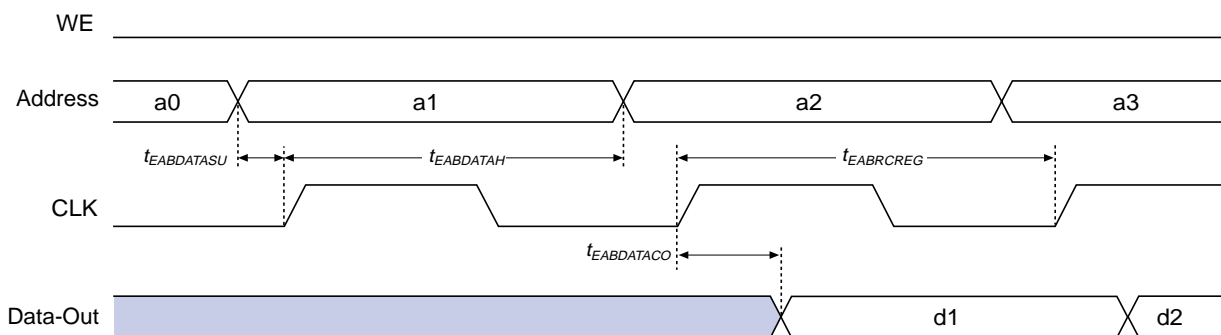 WE
Address a0 a1 a2 a3
tEABDATASU tEABDATAH tEABRCREG
CLK
tEABDATACO
Data-Out d1 d2